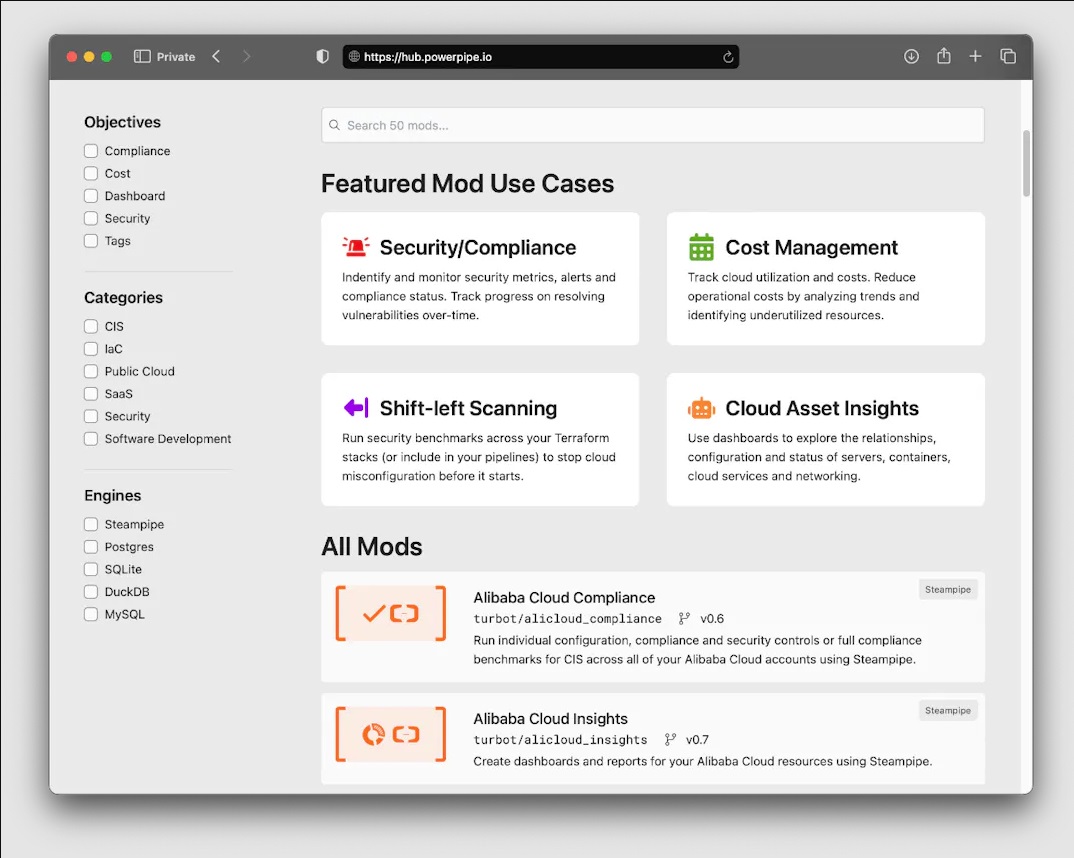 Private
https://hub.powerpipe.io
Objectives
Compliance
Cost
Dashboard
Security
Tags
Categories
CIS
IaC
Public Cloud
SaaS
Security
Software Development
Engines
Steampipe
Postgres
SQLite
DuckDB
MySQL
Search 50 mods...
Featured Mod Use Cases
Security/Compliance
Indentify and monitor security metrics, alerts and
compliance status. Track progress on resolving
vulnerabilities over-time.
Cost Management
Track cloud utilization and costs. Reduce
operational costs by analyzing trends and
identifying underutilized resources.
Shift-left Scanning
Run security benchmarks across your Terraform
stacks (or include in your pipelines) to stop cloud
misconfiguration before it starts.
Cloud Asset Insights
Use dashboards to explore the relationships,
configuration and status of servers, containers,
cloud services and networking.
All Mods
Alibaba Cloud Compliance
Steampipe
turbot/alicloud_compliance v0.6
Run individual configuration, compliance and security controls or full compliance
benchmarks for CIS across all of your Alibaba Cloud accounts using Steampipe.
Alibaba Cloud Insights
Steampipe
turbot/alicloud_insights v0.7
Create dashboards and reports for your Alibaba Cloud resources using Steampipe.